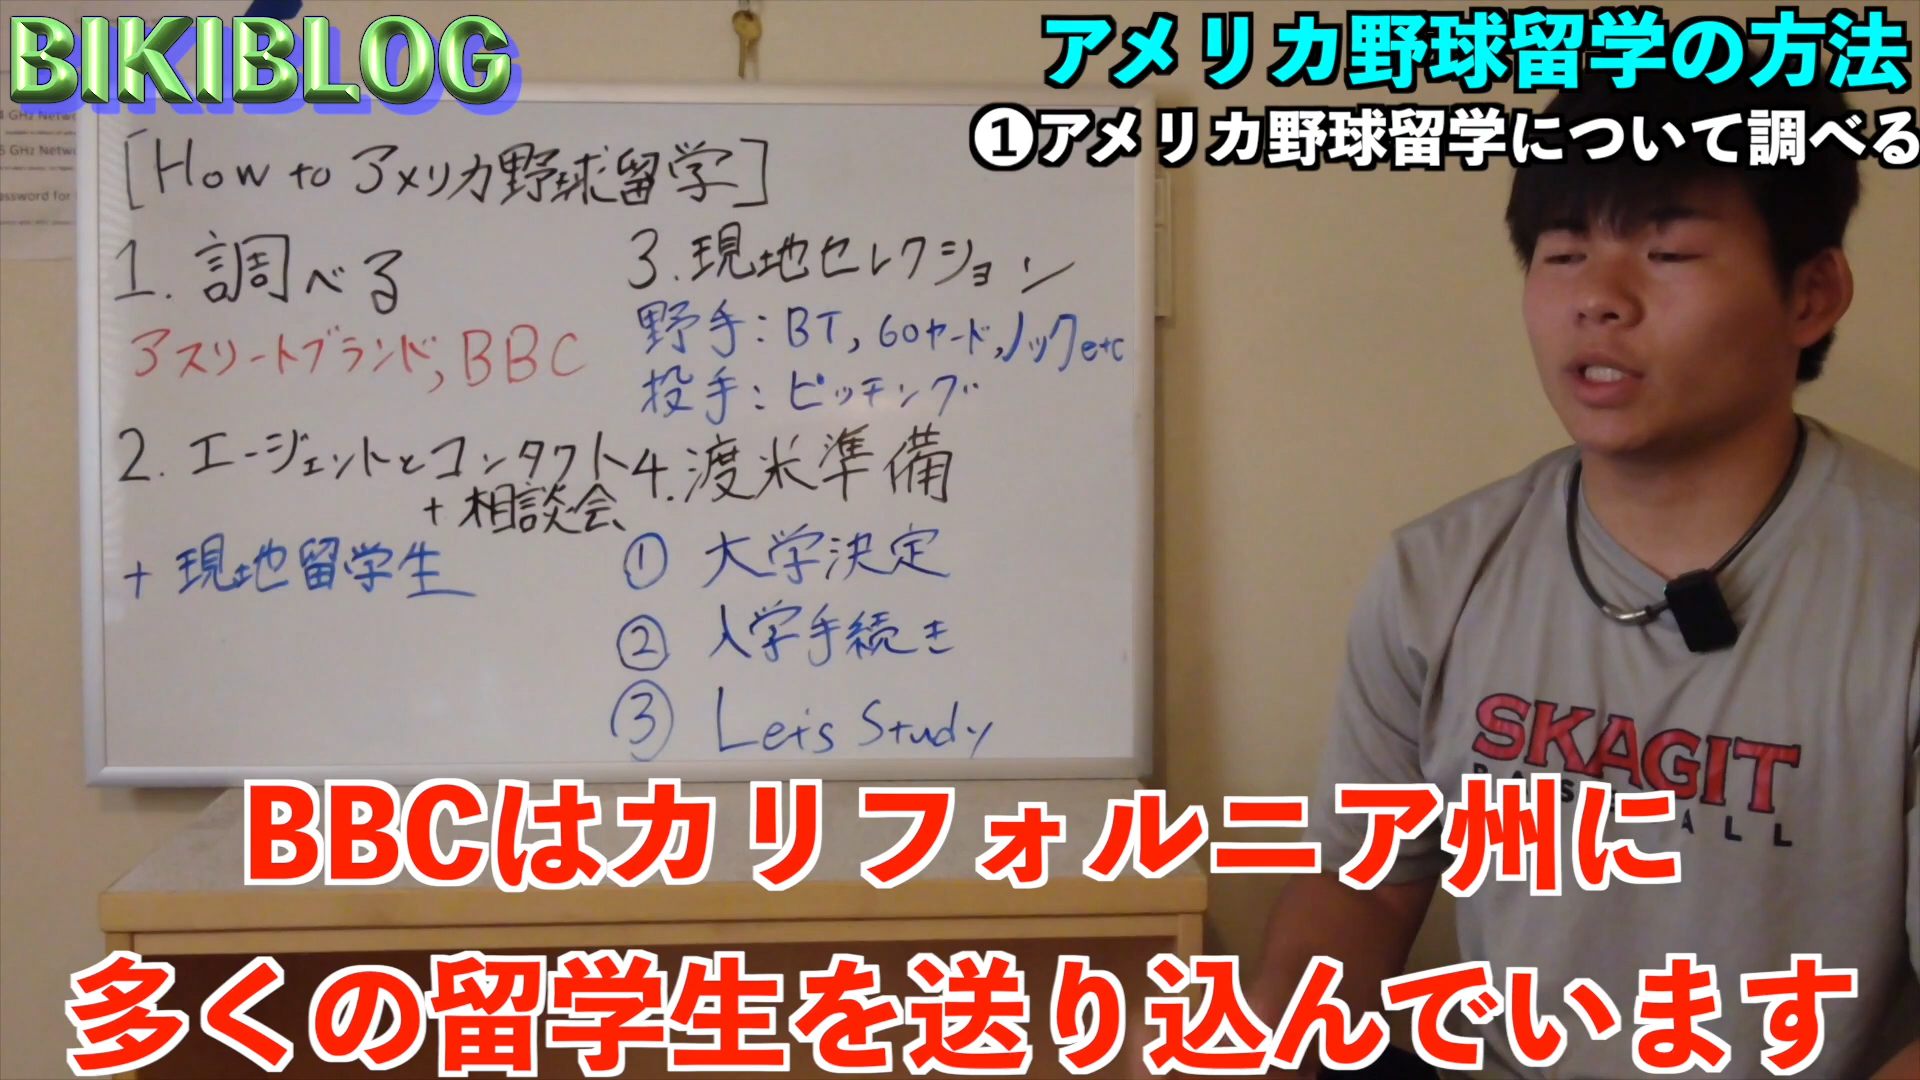 BIKIBLOG
アメリカ野球留学の方法
①アメリカ野球留学について調べる
[How to アメリカ野球留学]
1. 調べる
アスリートブランド, BBC
2. エージェントとコンタクト
+ 相談会
+ 現地留学生
3. 現地セレクション
野手: BT, 60ヤード, ノックetc
投手: ピッチング
4. 渡米準備
① 大学決定
② 入学手続き
③ Let's Study
SKAGIT
BASEBALL
BBCはカリフォルニア州に
多くの留学生を送り込んでいます